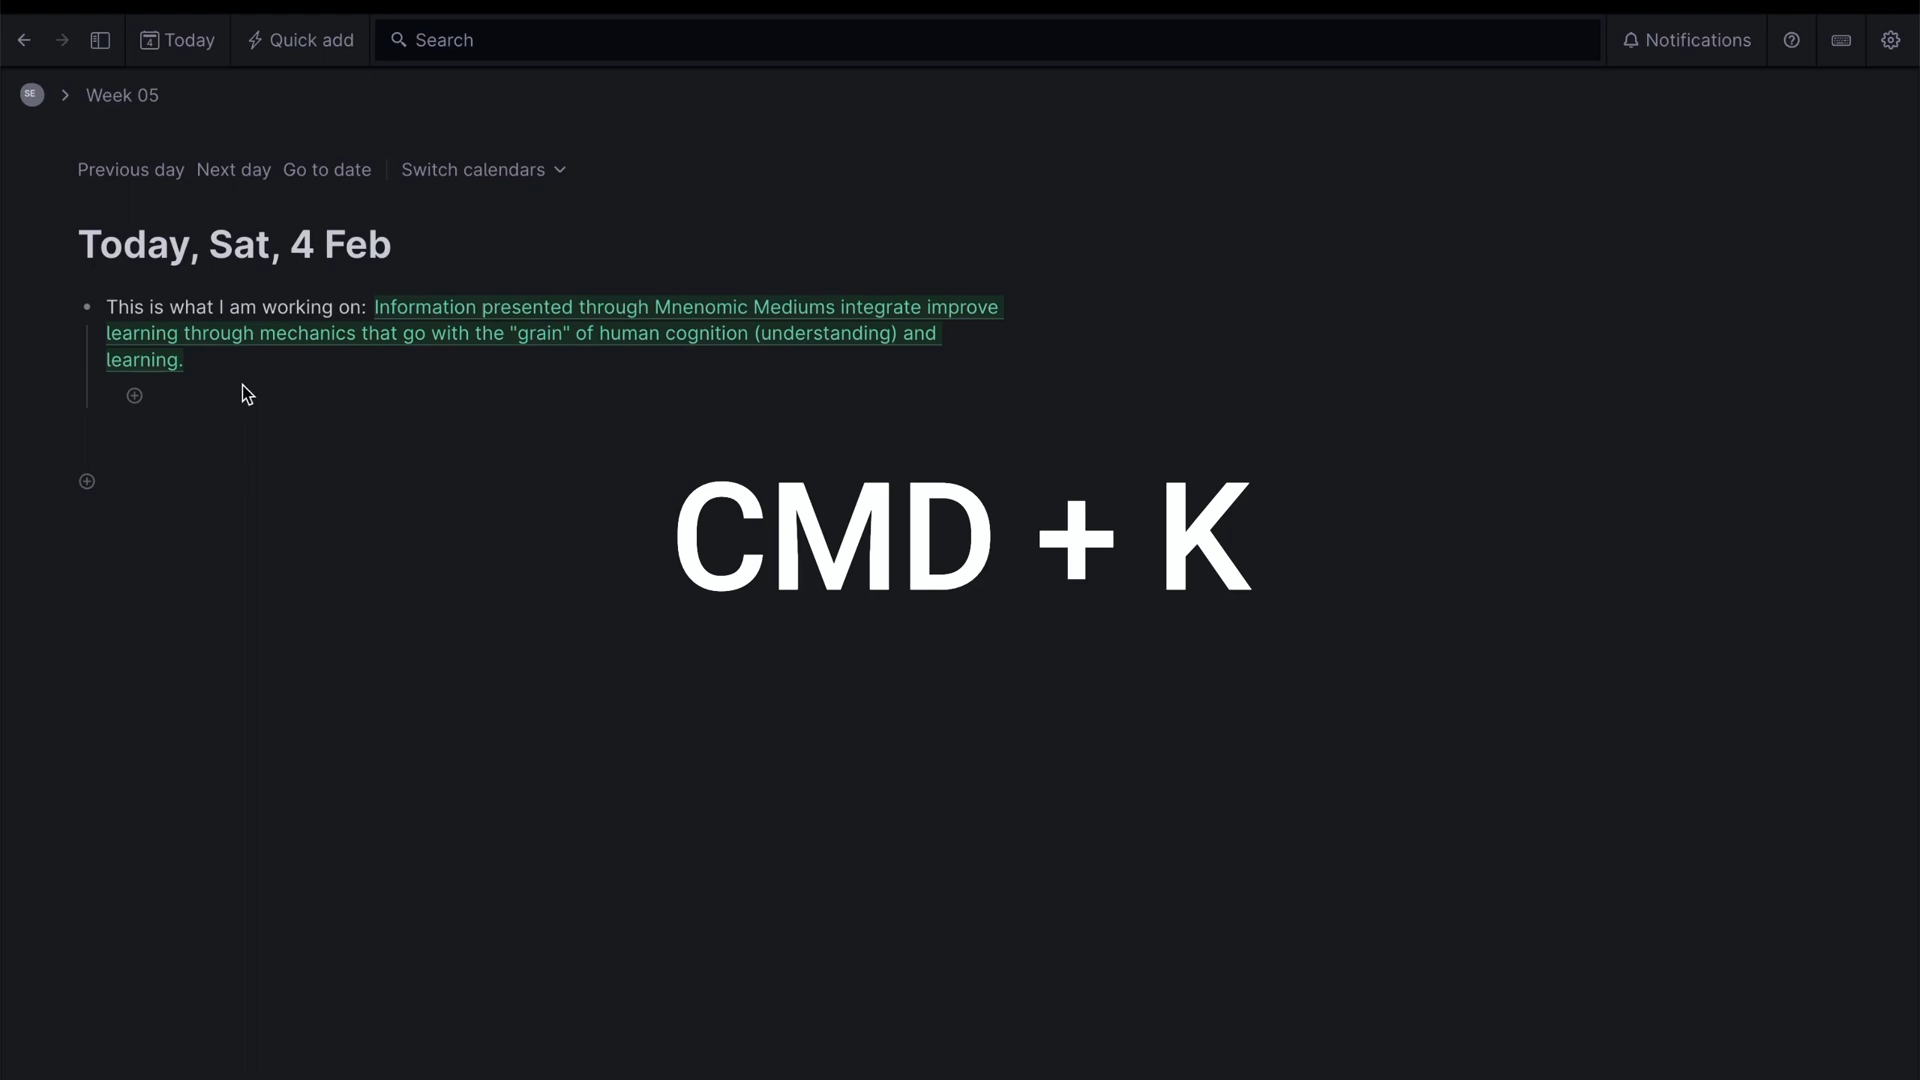 4 Today Quick add Search Notifications
SE Week 05
Previous day Next day Go to date Switch calendars
Today, Sat, 4 Feb
This is what I am working on: Information presented through Mnenomic Mediums integrate improve
learning through mechanics that go with the "grain" of human cognition (understanding) and
learning.
CMD + K